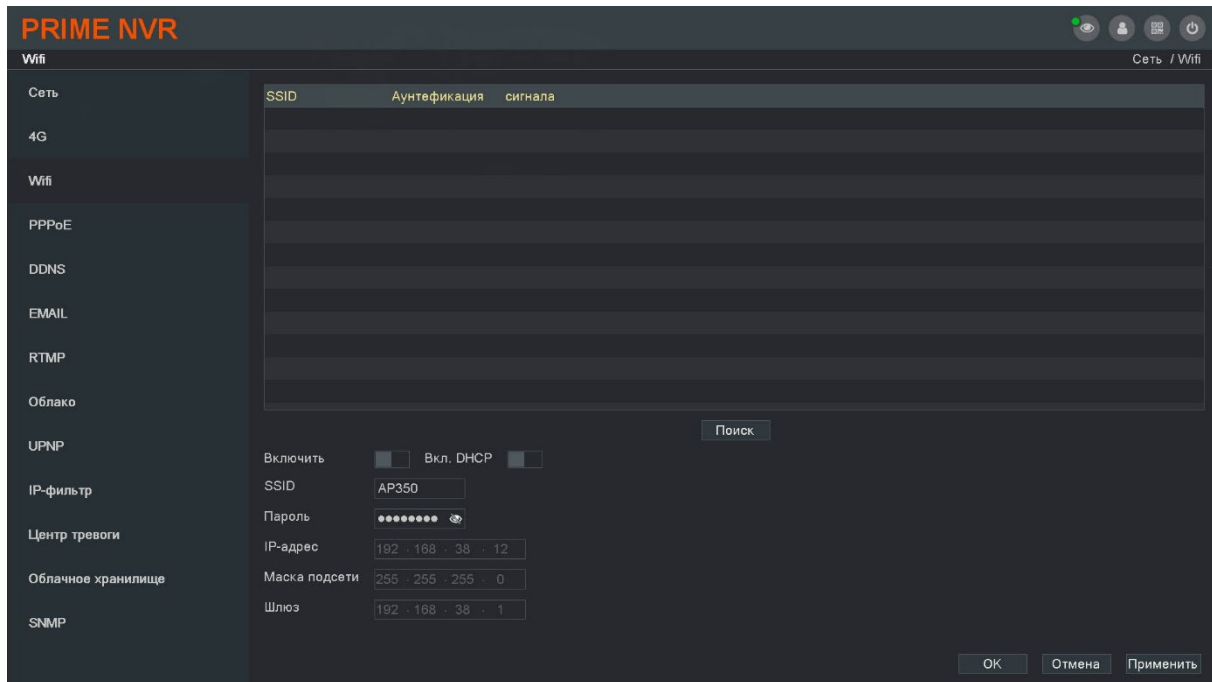 PRIME NVR
Wifi
Сеть / Wifi
Сеть
4G
Wifi
PPPoE
DDNS
EMAIL
RTMP
Облако
UPNP
IP-фильтр
Центр тревоги
Облачное хранилище
SNMP
SSID Аунтефикация сигнала
Поиск
Включить Вкл. DHCP
SSID AP350
Пароль ●●●●●●●●
IP-адрес 192 . 168 . 38 . 12
Маска подсети 255 . 255 . 255 . 0
Шлюз 192 . 168 . 38 . 1
OK Отмена Применить